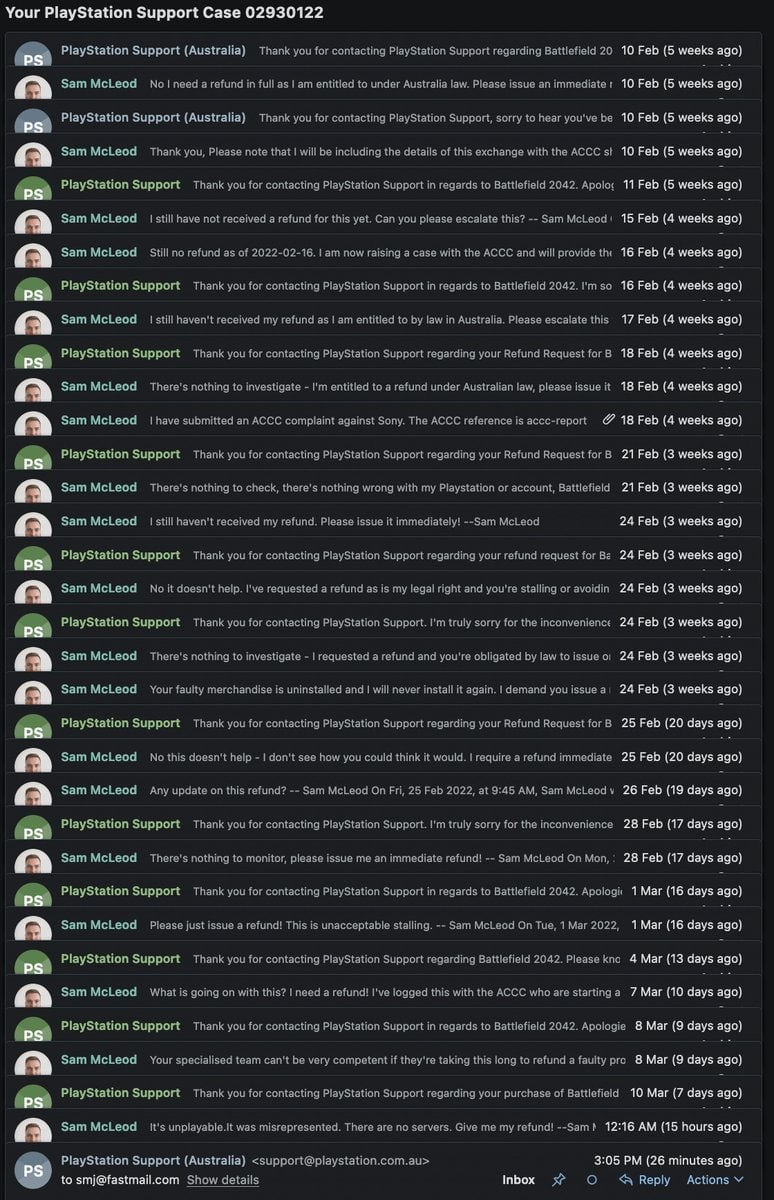 Your PlayStation Support Case 02930122
PS PlayStation Support (Australia) Thank you for contacting PlayStation Support regarding Battlefield 20 10 Feb (5 weeks ago)
Sam McLeod No I need a refund in full as I am entitled to under Australia law. Please issue an immediate r 10 Feb (5 weeks ago)
PS PlayStation Support (Australia) Thank you for contacting PlayStation Support, sorry to hear you've be 10 Feb (5 weeks ago)
Sam McLeod Thank you, Please note that I will be including the details of this exchange with the ACCC sh 10 Feb (5 weeks ago)
PS PlayStation Support Thank you for contacting PlayStation Support in regards to Battlefield 2042. Apolog 11 Feb (5 weeks ago)
Sam McLeod I still have not received a refund for this yet. Can you please escalate this? -- Sam McLeod 15 Feb (4 weeks ago)
Sam McLeod Still no refund as of 2022-02-16. I am now raising a case with the ACCC and will provide the 16 Feb (4 weeks ago)
PS PlayStation Support Thank you for contacting PlayStation Support in regards to Battlefield 2042. I'm so 16 Feb (4 weeks ago)
Sam McLeod I still haven't received my refund as I am entitled to by law in Australia. Please escalate this 17 Feb (4 weeks ago)
PS PlayStation Support Thank you for contacting PlayStation Support regarding your Refund Request for B 18 Feb (4 weeks ago)
Sam McLeod There's nothing to investigate - I'm entitled to a refund under Australian law, please issue it 18 Feb (4 weeks ago)
Sam McLeod I have submitted an ACCC complaint against Sony. The ACCC reference is accc-report 18 Feb (4 weeks ago)
PS PlayStation Support Thank you for contacting PlayStation Support regarding your Refund Request for B 21 Feb (3 weeks ago)
Sam McLeod There's nothing to check, there's nothing wrong with my Playstation or account, Battlefield 21 Feb (3 weeks ago)
Sam McLeod I still haven't received my refund. Please issue it immediately! --Sam McLeod 24 Feb (3 weeks ago)
PS PlayStation Support Thank you for contacting PlayStation Support regarding your refund request for Ba 24 Feb (3 weeks ago)
Sam McLeod No it doesn't help. I've requested a refund as is my legal right and you're stalling or avoidin 24 Feb (3 weeks ago)
PS PlayStation Support Thank you for contacting PlayStation Support. I'm truly sorry for the inconvenience 24 Feb (3 weeks ago)
Sam McLeod There's nothing to investigate - I requested a refund and you're obligated by law to issue o 24 Feb (3 weeks ago)
Sam McLeod Your faulty merchandise is uninstalled and I will never install it again. I demand you issue a 24 Feb (3 weeks ago)
PS PlayStation Support Thank you for contacting PlayStation Support regarding your Refund Request for B 25 Feb (20 days ago)
Sam McLeod No this doesn't help - I don't see how you could think it would. I require a refund immediate 25 Feb (20 days ago)
Sam McLeod Any update on this refund? -- Sam McLeod On Fri, 25 Feb 2022, at 9:45 AM, Sam McLeod w 26 Feb (19 days ago)
PS PlayStation Support Thank you for contacting PlayStation Support. I'm truly sorry for the inconvenience 28 Feb (17 days ago)
Sam McLeod There's nothing to monitor, please issue me an immediate refund! -- Sam McLeod On Mon, 28 Feb (17 days ago)
PS PlayStation Support Thank you for contacting PlayStation Support in regards to Battlefield 2042. Apologi 1 Mar (16 days ago)
Sam McLeod Please just issue a refund! This is unacceptable stalling. -- Sam McLeod On Tue, 1 Mar 2022, 1 Mar (16 days ago)
PS PlayStation Support Thank you for contacting PlayStation Support regarding Battlefield 2042. Please kno 4 Mar (13 days ago)
Sam McLeod What is going on with this? I need a refund! I've logged this with the ACCC who are starting a 7 Mar (10 days ago)
PS PlayStation Support Thank you for contacting PlayStation Support in regards to Battlefield 2042. Apologie 8 Mar (9 days ago)
Sam McLeod Your specialised team can't be very competent if they're taking this long to refund a faulty pro 8 Mar (9 days ago)
PS PlayStation Support Thank you for contacting PlayStation Support regarding your purchase of Battlefield 10 Mar (7 days ago)
Sam McLeod It's unplayable.It was misrepresented. There are no servers. Give me my refund! --Sam M 12:16 AM (15 hours ago)
PS PlayStation Support (Australia) <support@playstation.com.au> 3:05 PM (26 minutes ago)
to smj@fastmail.com Show details Inbox Reply Actions